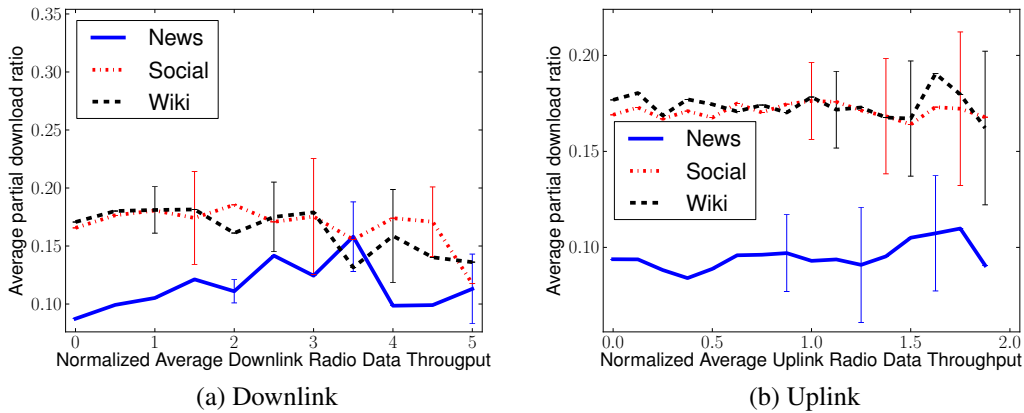 0.35
0.30
0.25
0.20
0.15
0.10
Average partial download ratio
News
Social
Wiki
0 1 2 3 4 5
Normalized Average Downlink Radio Data Througput
(a) Downlink
0.20
0.15
0.10
Average partial download ratio
News
Social
Wiki
0.0 0.5 1.0 1.5 2.0
Normalized Average Uplink Radio Data Throughput
(b) Uplink